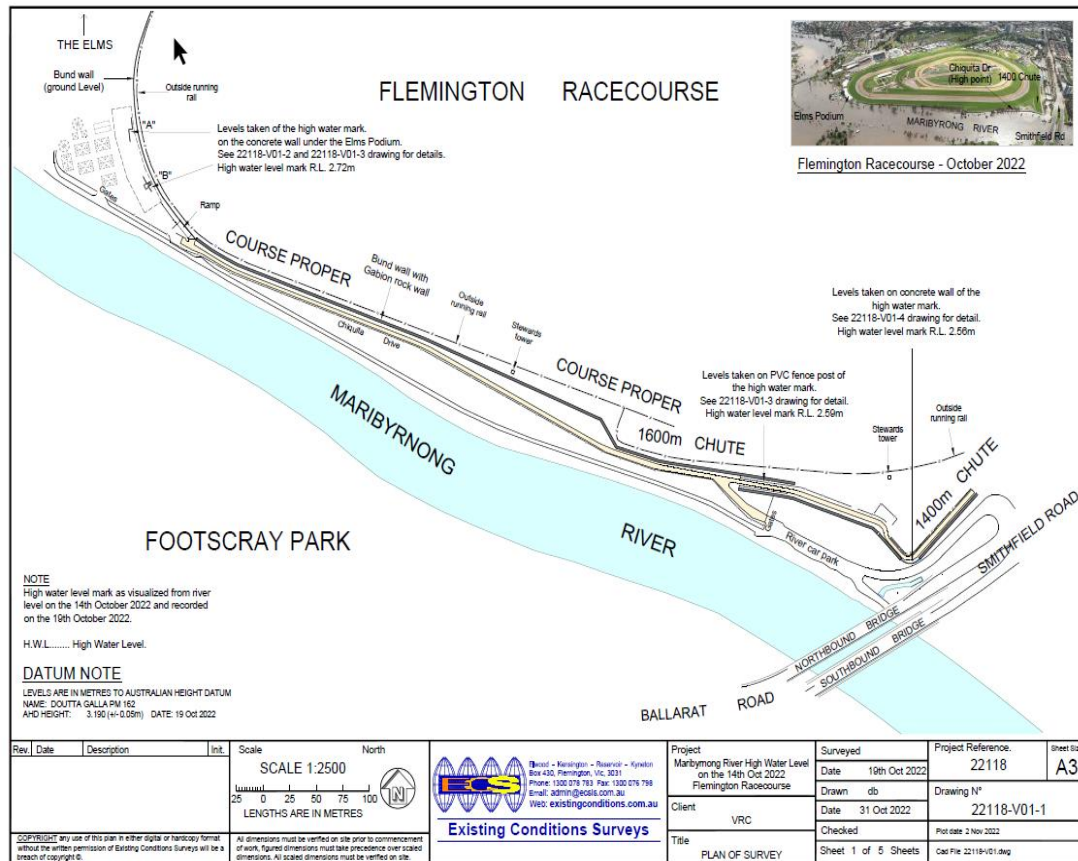 THE ELMS
Bund wall
(ground Level)
Outside running
rail
FLEMINGTON RACECOURSE
Chiquita Dr
(High point)
1400 Chute
Elms Podium
MARIBYRNONG RIVER
Smithfield Rd
Flemington Racecourse - October 2022
"A"
Levels taken of the high water mark.
on the concrete wall under the Elms Podium.
See 22118-V01-2 and 22118-V01-3 drawing for details.
High water level mark R.L. 2.72m
"B"
Gates
Ramp
COURSE PROPER
Bund wall with
Gabion rock wall
Outside
running rail
Stewards
tower
Chiquita Drive
COURSE PROPER
Levels taken on concrete wall of the
high water mark.
See 22118-V01-4 drawing for detail.
High water level mark R.L. 2.56m
Levels taken on PVC fence post of
the high water mark.
See 22118-V01-3 drawing for detail.
High water level mark R.L. 2.59m
1600m CHUTE
Stewards
tower
Outside
running rail
1400m CHUTE
SMITHFIELD ROAD
MARIBYRNONG
RIVER
Gates
River car park
FOOTSCRAY PARK
NORTHBOUND BRIDGE
SOUTHBOUND BRIDGE
BALLARAT ROAD
NOTE
High water level mark as visualized from river
level on the 14th October 2022 and recorded
on the 19th October 2022.
H.W.L........ High Water Level.
DATUM NOTE
LEVELS ARE IN METRES TO AUSTRALIAN HEIGHT DATUM
NAME: DOUTTA GALLA PM 162
AHD HEIGHT: 3.190 (+/-0.05m) DATE: 19 Oct 2022
Rev. Date Description Init.
COPYRIGHT any use of this plan in either digital or hardcopy format
without the written permission of Existing Conditions Surveys will be a
breach of copyright ©.
Scale North
SCALE 1:2500
25 0 25 50 75 100
N
LENGTHS ARE IN METRES
All dimensions must be verified on site prior to commencement
of work, figured dimensions must take precedence over scaled
dimensions. All scaled dimensions must be verified on site.
Elwood - Kensington - Reservoir - Kyneton
Box 430, Flemington, Vic, 3031
Phone: 1300 078 783 Fax: 1300 076 798
Email: admin@ecsis.com.au
Web: existingconditions.com.au
Existing Conditions Surveys
Project
Maribyrnong River High Water Level
on the 14th Oct 2022
Flemington Racecourse
Client
VRC
Title
PLAN OF SURVEY
Surveyed
Date 19th Oct 2022
Drawn db
Date 31 Oct 2022
Checked
Sheet 1 of 5 Sheets
Project Reference.
22118
Sheet Size
A3
Drawing Nº
22118-V01-1
Plot date 2 Nov 2022
Cad File 22118-V01.dwg